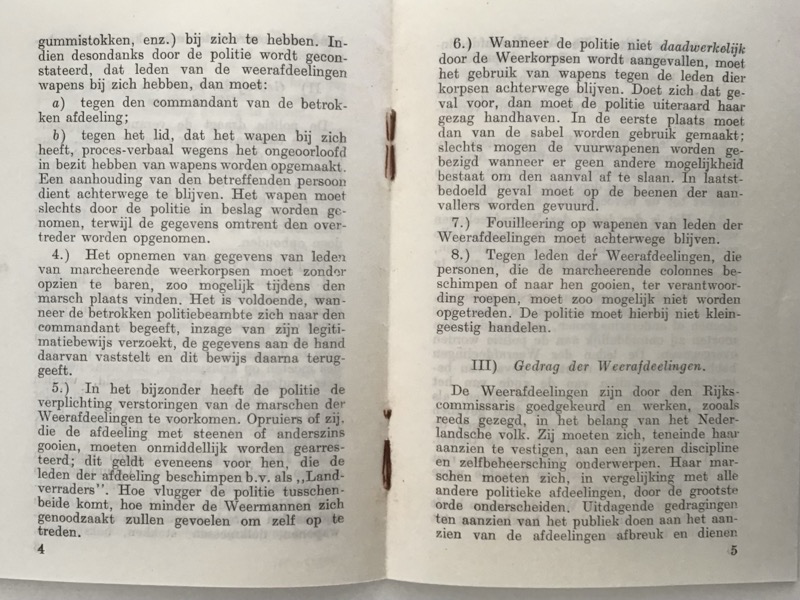 gummistokken, enz.) bij zich te hebben. In-
dien desondanks door de politie wordt gecon-
stateerd, dat leden van de weerafdeelingen
wapens bij zich hebben, dan moet:
a) tegen den commandant van de betrok-
ken afdeeling;
b) tegen het lid, dat het wapen bij zich
heeft, proces-verbaal wegens het ongeoorloofd
in bezit hebben van wapens worden opgemaakt.
Een aanhouding van den betreffenden persoon
dient achterwege te blijven. Het wapen moet
slechts door de politie in beslag worden ge-
nomen, terwijl de gegevens omtrent den over-
treder worden opgenomen.
4.) Het opnemen van gegevens van leden
van marcheerende weerkorpsen moet zonder
opzien te baren, zoo mogelijk tijdens den
marsch plaats vinden. Het is voldoende, wan-
neer de betrokken politiebeambte zich naar den
commandant begeeft, inzage van zijn legiti-
matiebewijs verzoekt, de gegevens aan de hand
daarvan vaststelt en dit bewijs daarna terug-
geeft.
5.) In het bijzonder heeft de politie de
verplichting verstoringen van de marschen der
Weerafdeelingen te voorkomen. Opruiers of zij,
die de afdeeling met steenen of anderszins
gooien, moeten onmiddellijk worden gearres-
teerd; dit geldt eveneens voor hen, die de
leden der afdeeling beschimpen b.v. als ,,Land-
verraders". Hoe vlugger de politie tusschen-
beide komt, hoe minder de Weermannen zich
genoodzaakt zullen gevoelen om zelf op te
treden.
4
6.) Wanneer de politie niet daadwerkelijk
door de Weerkorpsen wordt aangevallen, moet
het gebruik van wapens tegen de leden dier
korpsen achterwege blijven. Doet zich dat ge-
val voor, dan moet de politie uiteraard haar
gezag handhaven. In de eerste plaats moet
dan van de sabel worden gebruik gemaakt;
slechts mogen de vuurwapenen worden ge-
bezigd wanneer er geen andere mogelijkheid
bestaat om den aanval af te slaan. In laatst-
bedoeld geval moet op de beenen der aan-
vallers worden gevuurd.
7.) Fouilleering op wapenen van leden der
Weerafdeelingen moet achterwege blijven.
8.) Tegen leden der Weerafdeelingen, die
personen, die de marcheerende colonnes be-
schimpen of naar hen gooien, ter verantwoor-
ding roepen, moet zoo mogelijk niet worden
opgetreden. De politie moet hierbij niet klein-
geestig handelen.
III) Gedrag der Weerafdeelingen.
De Weerafdeelingen zijn door den Rijks-
commissaris goedgekeurd en werken, zooals
reeds gezegd, in het belang van het Neder-
landsche volk. Zij moeten zich, teneinde haar
aanzien te vestigen, aan een ijzeren discipline
en zelfbeheersching onderwerpen. Haar mar-
schen moeten zich, in vergelijking met alle
andere politieke afdeelingen, door de grootste
orde onderscheiden. Uitdagende gedragingen
ten aanzien van het publiek doen aan het aan-
zien van de afdeelingen afbreuk en dienen
5